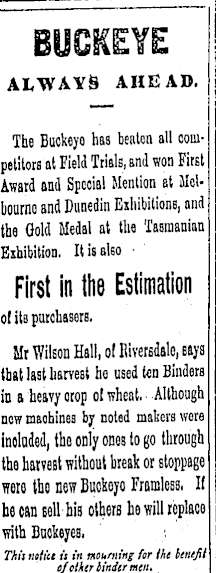 BUCKEYE
ALWAYS AHEAD.
The Buckeye has beaten all com-
petitors at Field Trials, and won First
Award and Special Mention at Mel-
bourne and Dunedin Exhibitions, and
the Gold Medal at the Tasmanian
Exhibition. It is also
First in the Estimation
of its purchasers.
Mr Wilson Hall, of Riversdale, says
that last harvest he used ten Binders
in a heavy crop of wheat. Although
new machines by noted makers were
included, the only ones to go through
the harvest without break or stoppage
were the new Buckeye Framless. If
he can sell his others he will replace
with Buckeyes.
This notice is in mourning for the benefit
of other binder men.